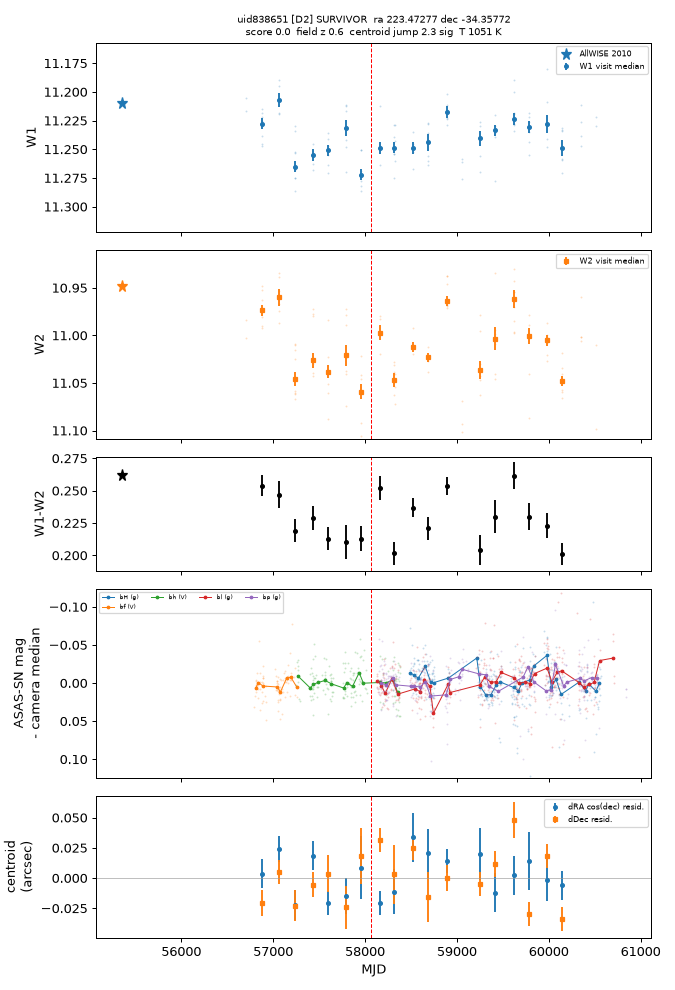 uid838651 [D2] SURVIVOR  ra 223.47277 dec -34.35772
score 0.0  field z 0.6  centroid jump 2.3 sig  T 1051 K
AllWISE 2010
W1 visit median
11.175
11.200
11.225
11.250
11.275
11.300
W1
W2 visit median
10.95
11.00
11.05
11.10
W2
0.275
0.250
0.225
0.200
W1-W2
bH (g)
bh (V)
bl (g)
bp (g)
bf (V)
−0.10
−0.05
0.00
0.05
0.10
ASAS-SN mag
- camera median
dRA cos(dec) resid.
dDec resid.
0.050
0.025
0.000
−0.025
centroid
(arcsec)
56000
57000
58000
59000
60000
61000
MJD